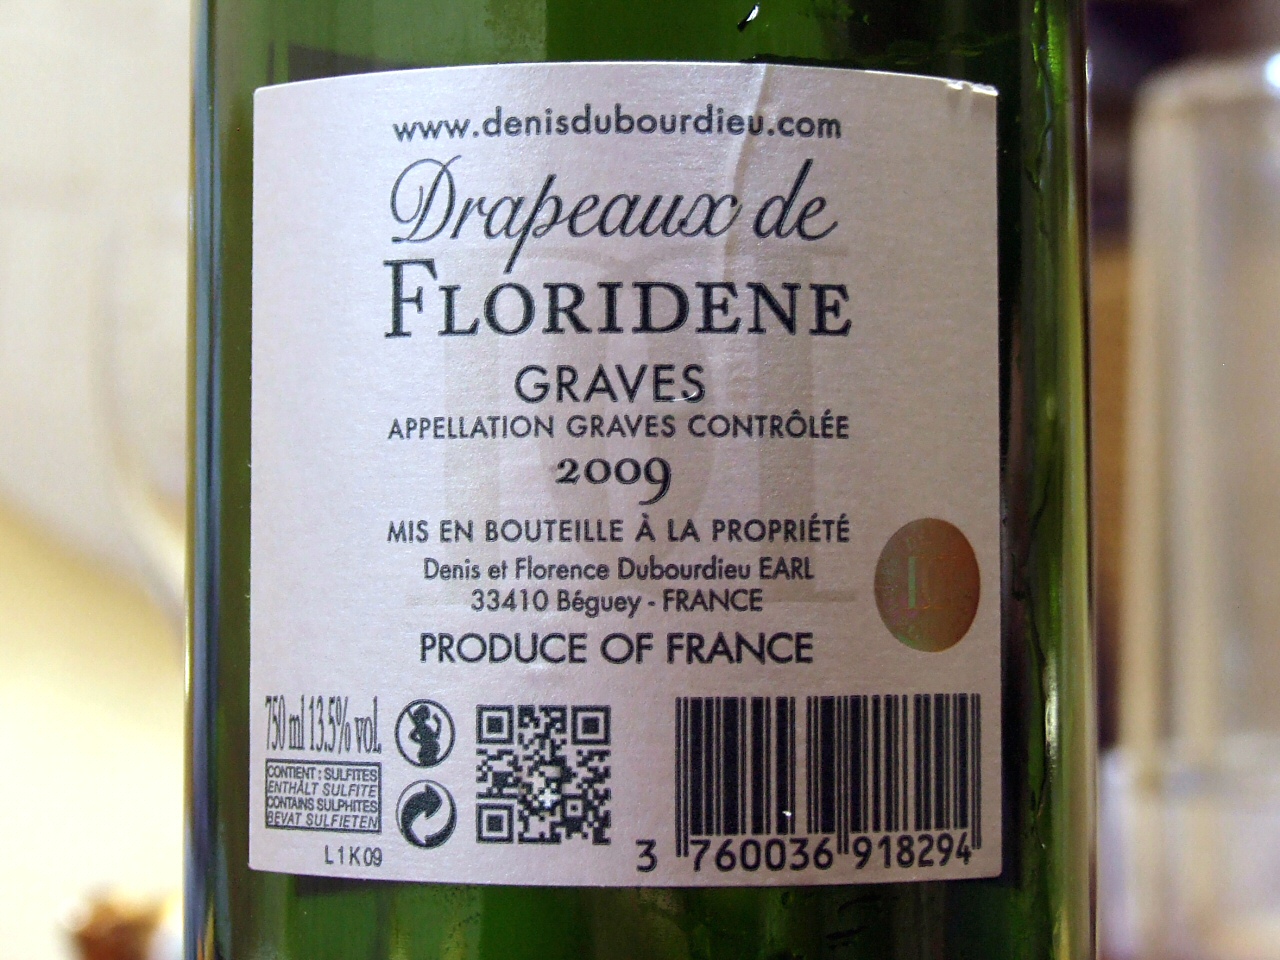 www.denisdubourdieu.com
Drapeaux de
FLORIDENE
GRAVES
APPELLATION GRAVES CONTRÔLÉE
2009
MIS EN BOUTEILLE À LA PROPRIÉTÉ
Denis et Florence Dubourdieu EARL
33410 Béguey - FRANCE
PRODUCE OF FRANCE
750 ml 13.5% vol.
CONTIENT : SULFITES
ENTHÄLT SULFITE
CONTAINS SULPHITES
BEVAT SULFIETEN
L1K09
3 760036 918294